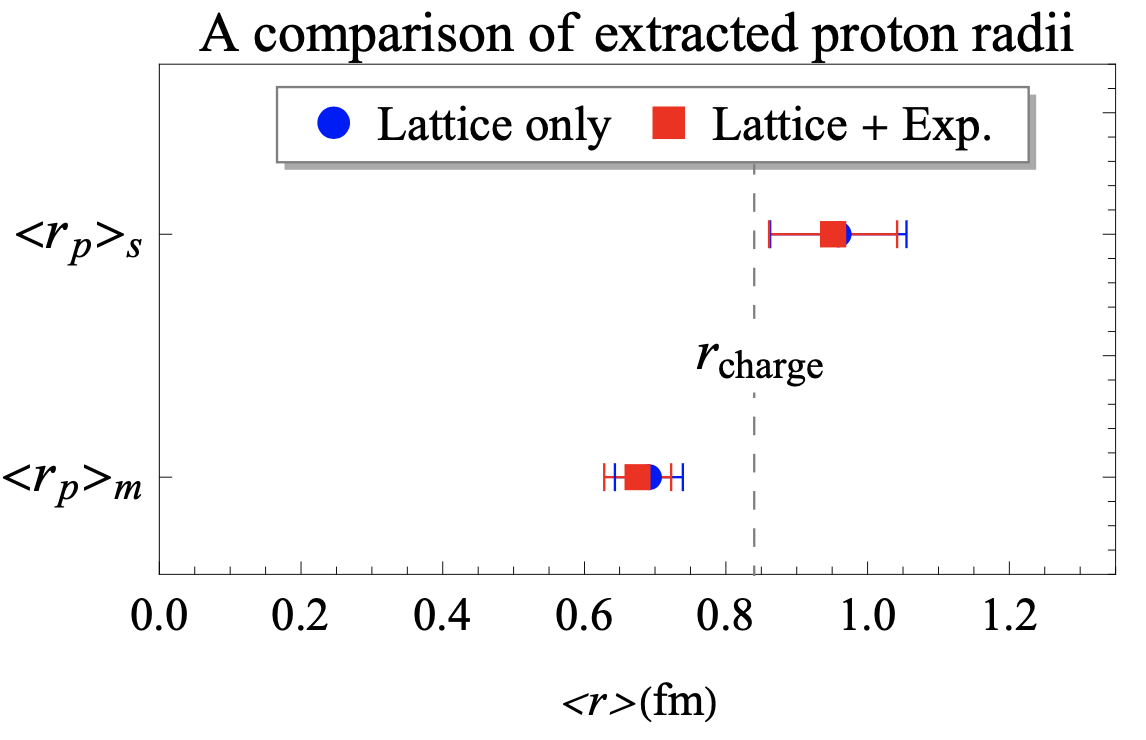 A comparison of extracted proton radii
Lattice only Lattice + Exp.
<r_p>_s
r_charge
<r_p>_m
0.0 0.2 0.4 0.6 0.8 1.0 1.2
<r>(fm)